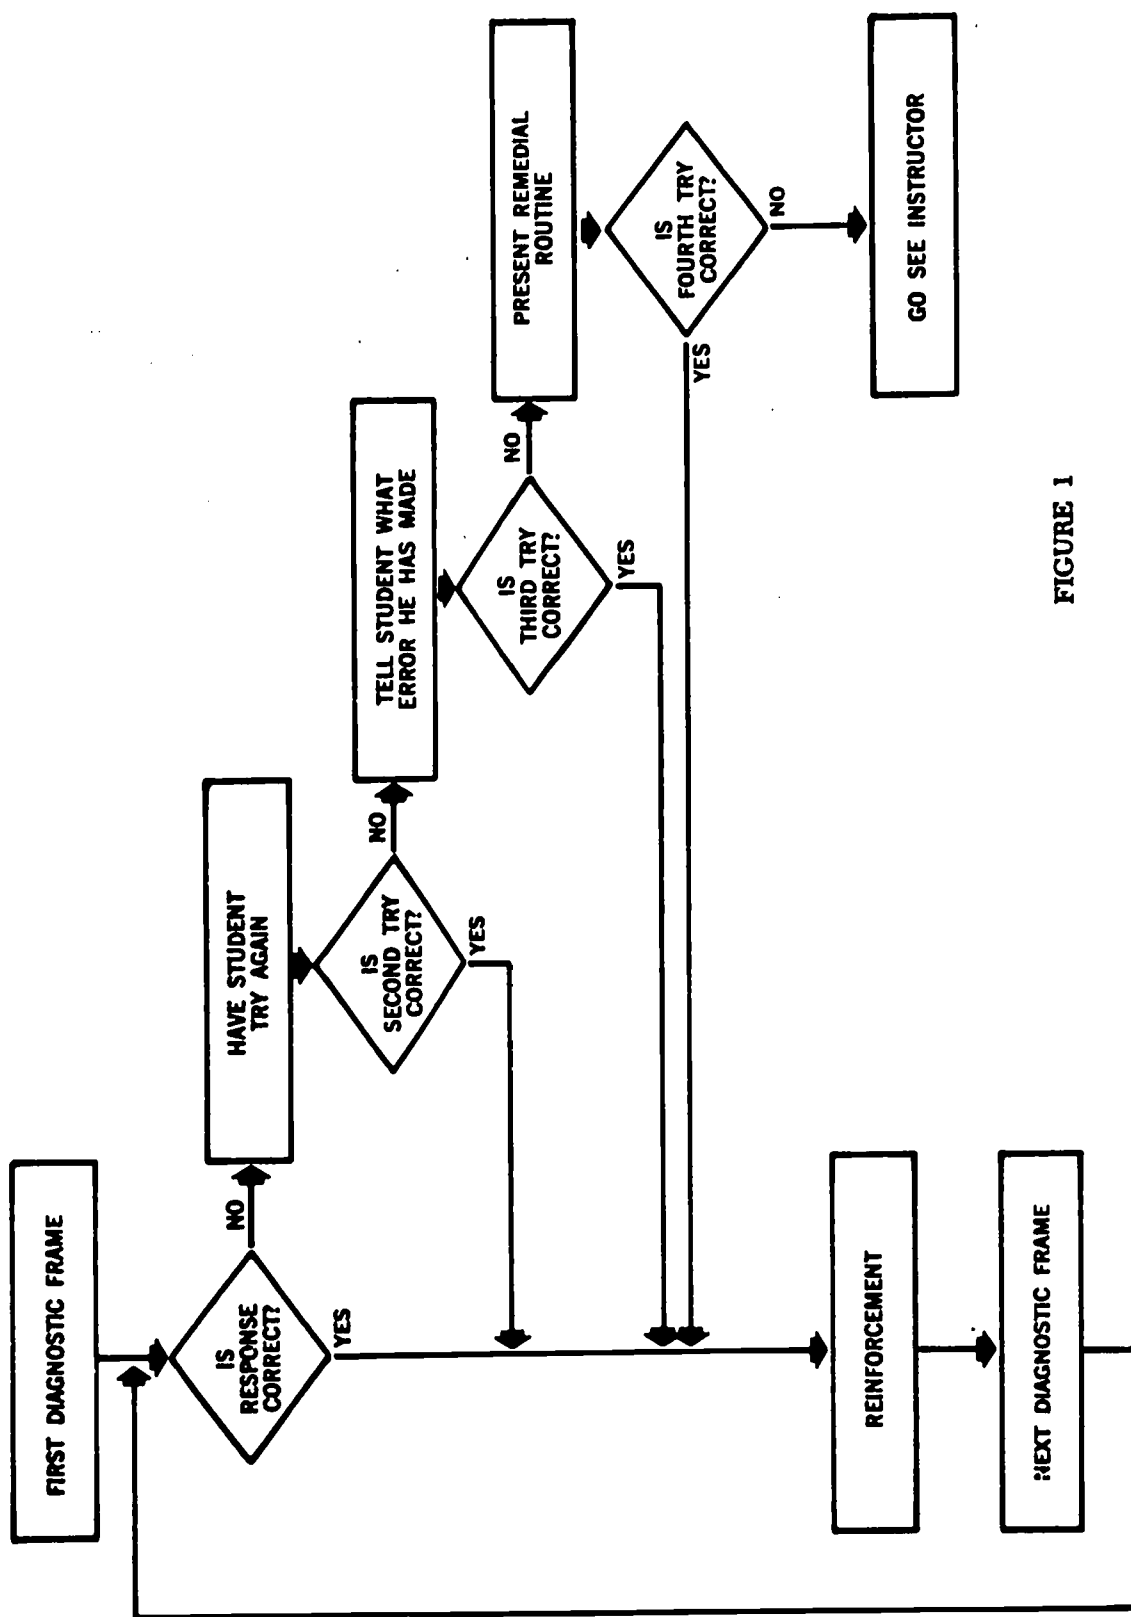 FIRST DIAGNOSTIC FRAME
IS
RESPONSE
CORRECT?
NO
YES
HAVE STUDENT
TRY AGAIN
IS
SECOND TRY
CORRECT?
NO
YES
TELL STUDENT WHAT
ERROR HE HAS MADE
IS
THIRD TRY
CORRECT?
NO
YES
PRESENT REMEDIAL
ROUTINE
IS
FOURTH TRY
CORRECT?
YES
NO
GO SEE INSTRUCTOR
REINFORCEMENT
NEXT DIAGNOSTIC FRAME
FIGURE 1